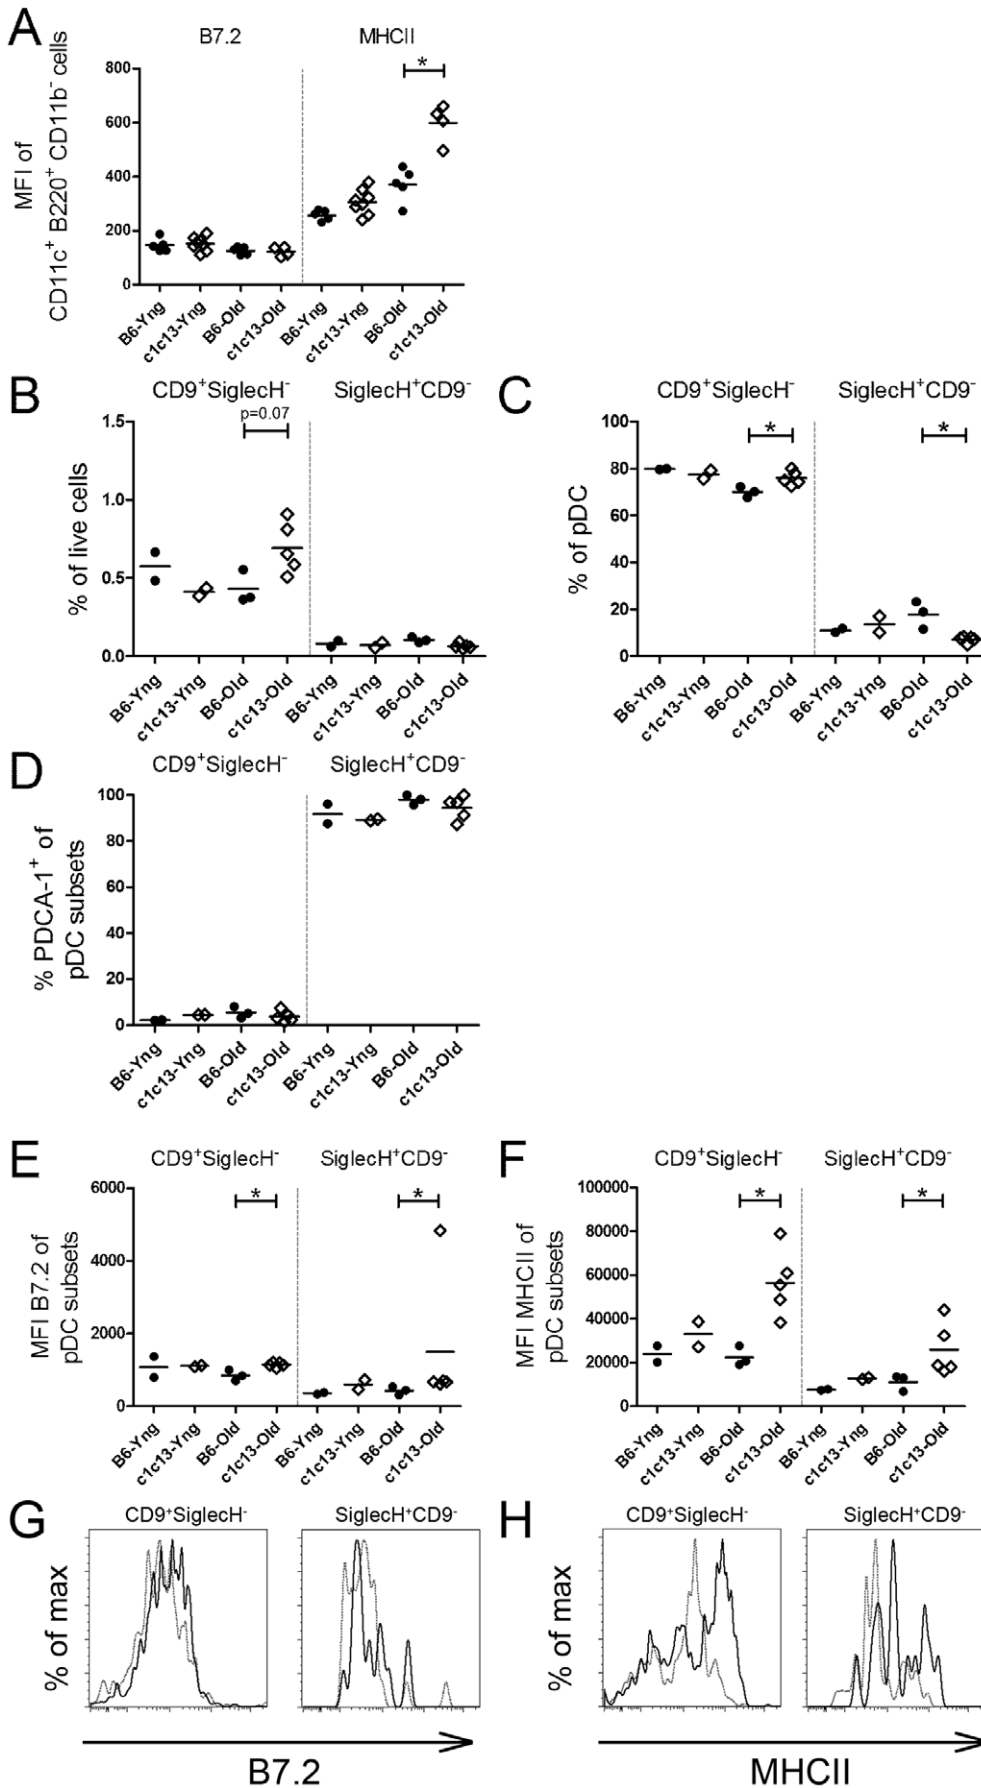 A
B7.2 MHCII
MFI of
CD11c⁺ B220⁺ CD11b⁻ cells
800
600
400
200
0
*
B6-Yng c1c13-Yng B6-Old c1c13-Old B6-Yng c1c13-Yng B6-Old c1c13-Old
B
CD9⁺SiglecH⁻ SiglecH⁺CD9⁻
p=0.07
% of live cells
1.5
1.0
0.5
0.0
B6-Yng c1c13-Yng B6-Old c1c13-Old B6-Yng c1c13-Yng B6-Old c1c13-Old
C
CD9⁺SiglecH⁻ SiglecH⁺CD9⁻
% of pDC
100
80
60
40
20
0
* *
B6-Yng c1c13-Yng B6-Old c1c13-Old B6-Yng c1c13-Yng B6-Old c1c13-Old
D
CD9⁺SiglecH⁻ SiglecH⁺CD9⁻
% PDCA-1⁺ of
pDC subsets
100
80
60
40
20
0
B6-Yng c1c13-Yng B6-Old c1c13-Old B6-Yng c1c13-Yng B6-Old c1c13-Old
E
CD9⁺SiglecH⁻ SiglecH⁺CD9⁻
MFI B7.2 of
pDC subsets
6000
4000
2000
0
* *
B6-Yng c1c13-Yng B6-Old c1c13-Old B6-Yng c1c13-Yng B6-Old c1c13-Old
F
CD9⁺SiglecH⁻ SiglecH⁺CD9⁻
MFI MHCII of
pDC subsets
100000
80000
60000
40000
20000
0
* *
B6-Yng c1c13-Yng B6-Old c1c13-Old B6-Yng c1c13-Yng B6-Old c1c13-Old
G
CD9⁺SiglecH⁻ SiglecH⁺CD9⁻
% of max
B7.2
H
CD9⁺SiglecH⁻ SiglecH⁺CD9⁻
% of max
MHCII